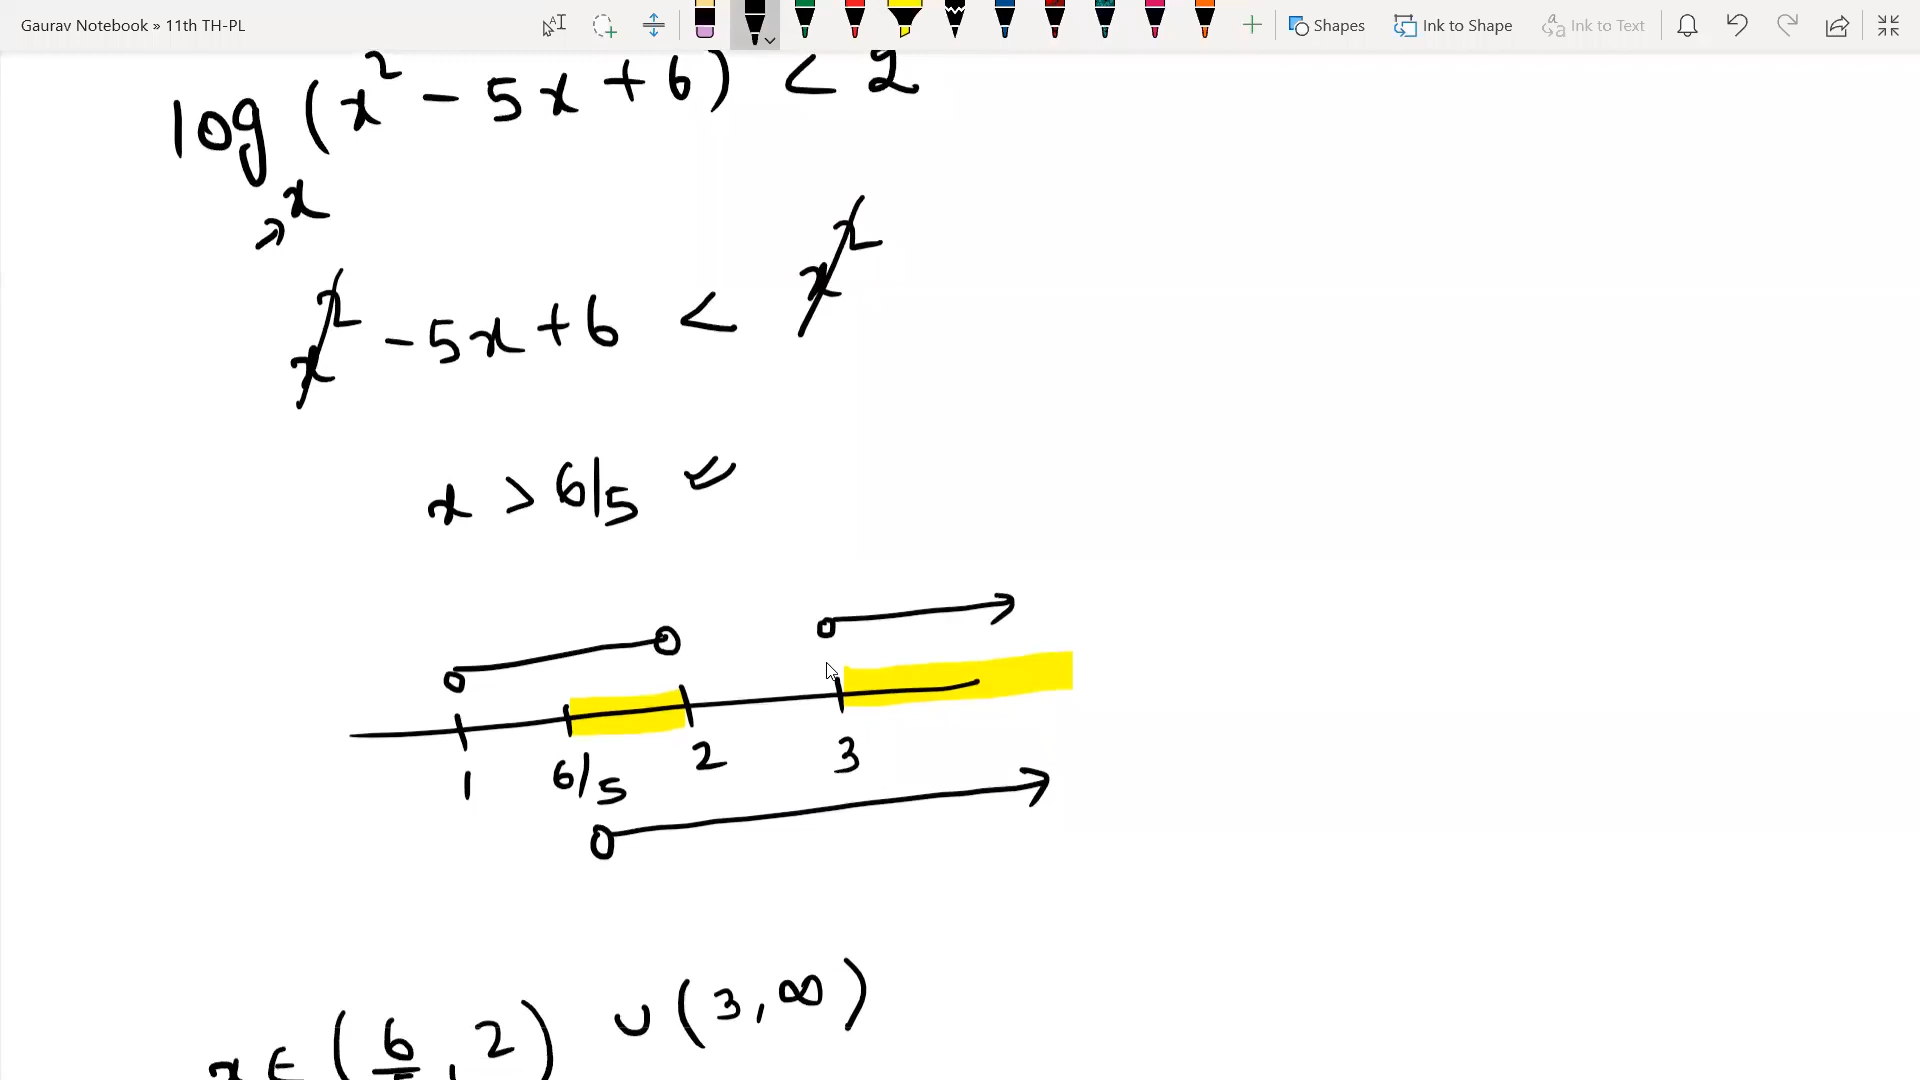 Gaurav Notebook » 11th TH-PL
Shapes
Ink to Shape
Ink to Text
log x (x² - 5x + 6) < 2
x² - 5x + 6 < x²
x > 6/5
1 6/5 2 3
x ∈ (6/5, 2) ∪ (3, ∞)